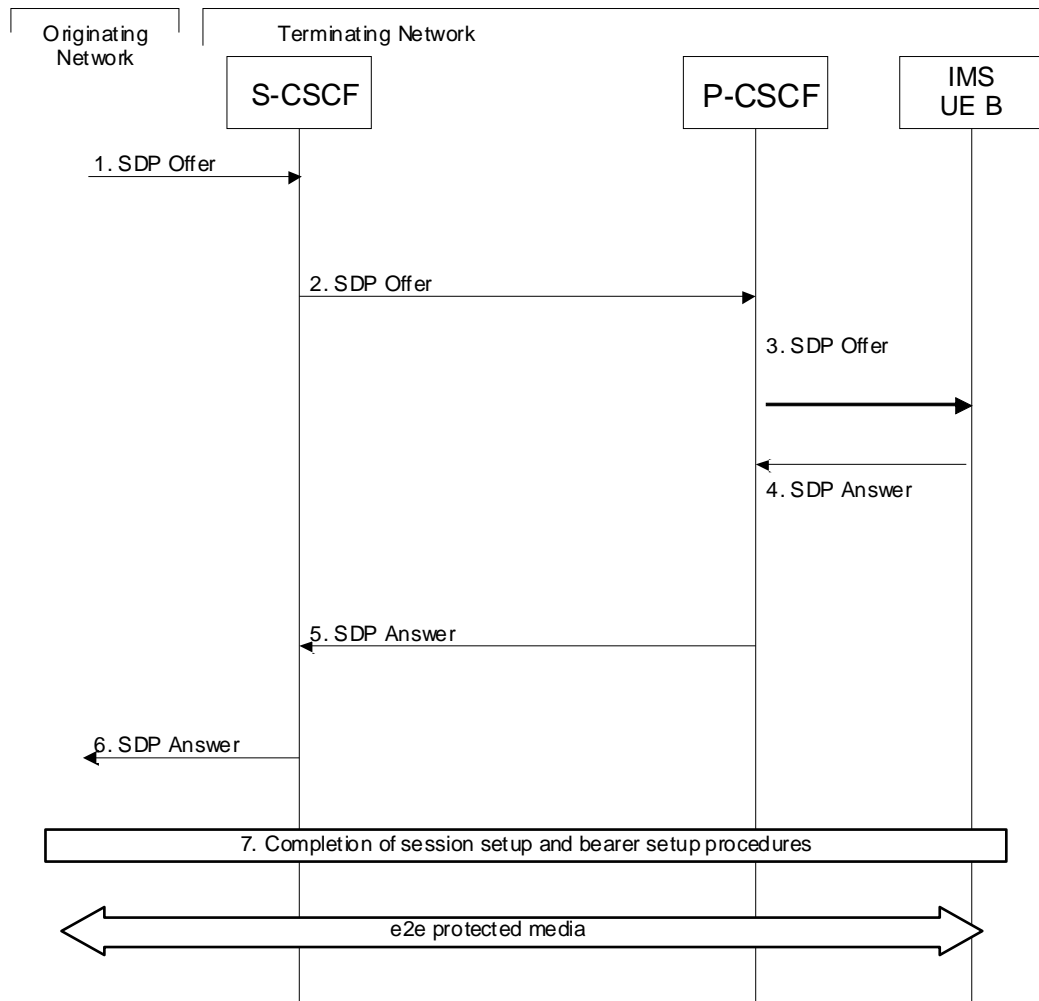 Originating
Network
Terminating Network
S-CSCF
P-CSCF
IMS
UE B
1. SDP Offer
2. SDP Offer
3. SDP Offer
4. SDP Answer
5. SDP Answer
6. SDP Answer
7. Completion of session setup and bearer setup procedures
e2e protected media